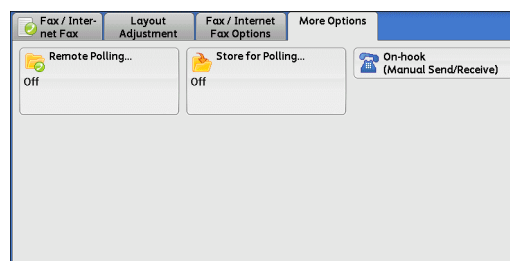 Fax / Inter-
net Fax
Layout
Adjustment
Fax / Internet
Fax Options
More Options
Remote Polling...
Off
Store for Polling...
Off
On-hook
(Manual Send/Receive)